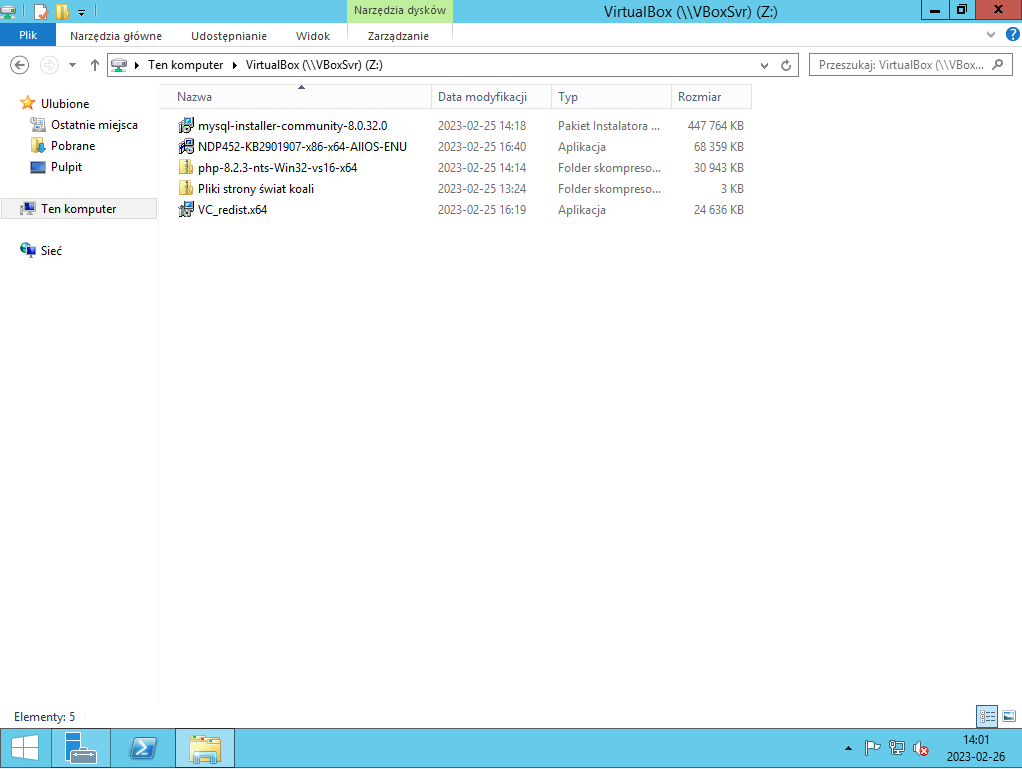 Narzędzia dysków
VirtualBox (\\VBoxSvr) (Z:)
Plik
Narzędzia główne
Udostępnianie
Widok
Zarządzanie
Ten komputer
VirtualBox (\\VBoxSvr) (Z:)
Przeszukaj: VirtualBox (\\VBox...
Ulubione
Ostatnie miejsca
Pobrane
Pulpit
Ten komputer
Sieć
Nazwa Data modyfikacji Typ Rozmiar
mysql-installer-community-8.0.32.0 2023-02-25 14:18 Pakiet Instalatora ... 447 764 KB
NDP452-KB2901907-x86-x64-AllOS-ENU 2023-02-25 16:40 Aplikacja 68 359 KB
php-8.2.3-nts-Win32-vs16-x64 2023-02-25 14:14 Folder skompreso... 30 943 KB
Pliki strony świat koali 2023-02-25 13:24 Folder skompreso... 3 KB
VC_redist.x64 2023-02-25 16:19 Aplikacja 24 636 KB
Elementy: 5
14:01
2023-02-26